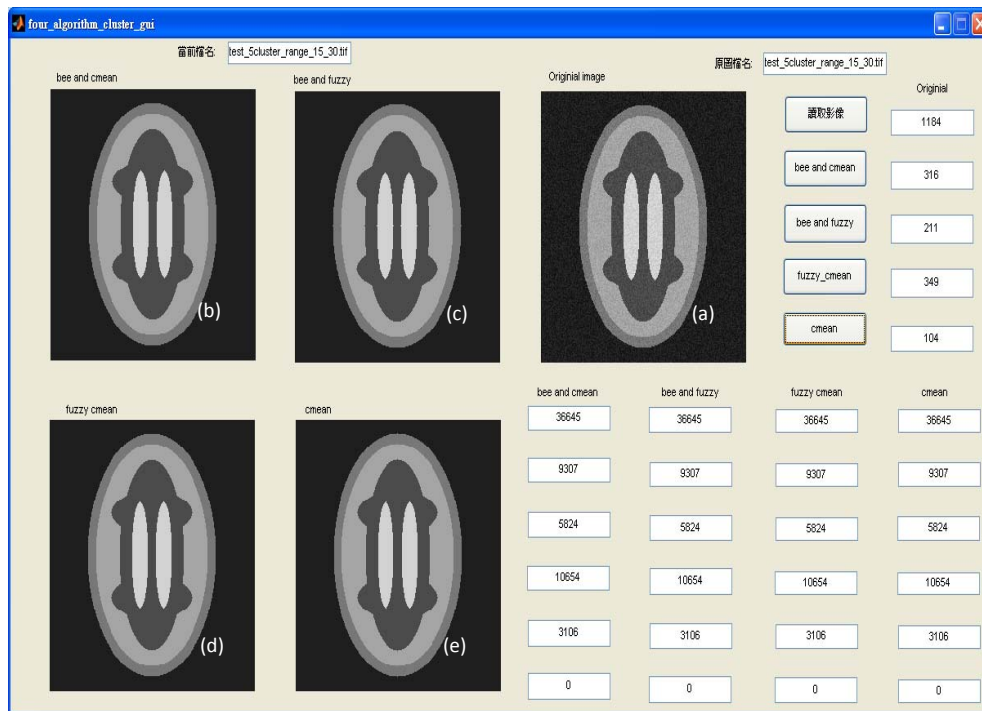 four_algorithm_cluster_gui
當前檔名:
test_5cluster_range_15_30.tif
原圖檔名:
test_5cluster_range_15_30.tif
bee and cmean
bee and fuzzy
Originial image
Originial
讀取影像
1184
bee and cmean
316
bee and fuzzy
211
fuzzy_cmean
349
cmean
104
(b)
(c)
(a)
fuzzy cmean
cmean
(d)
(e)
bee and cmean bee and fuzzy fuzzy cmean cmean
36645 36645 36645 36645
9307 9307 9307 9307
5824 5824 5824 5824
10654 10654 10654 10654
3106 3106 3106 3106
0 0 0 0